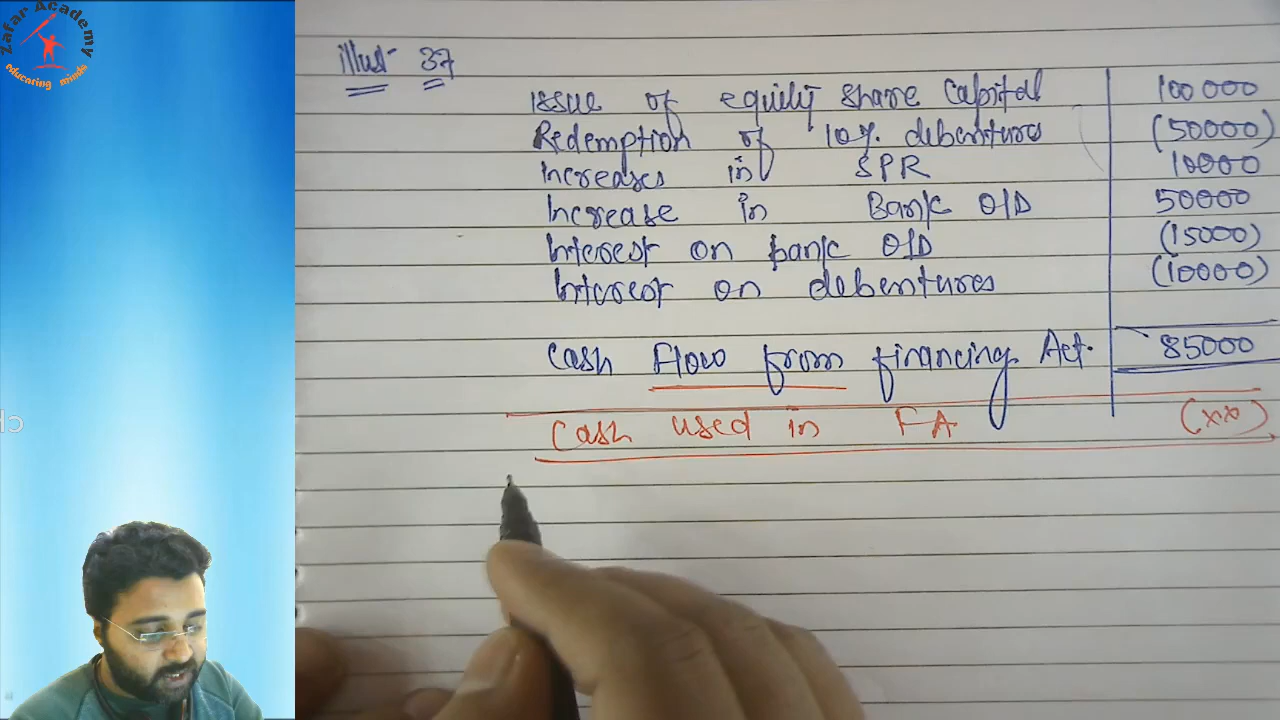 Zafar Academy
educating minds
illust 37
Issue of equity share capital 100000
Redemption of 10% debentures (50000)
Increases in SPR 10000
Increase in Bank O/D 50000
Interest on bank O/D (15000)
Interest on debentures (10000)
Cash Flow from financing Act. 85000
Cash used in FA (xx)